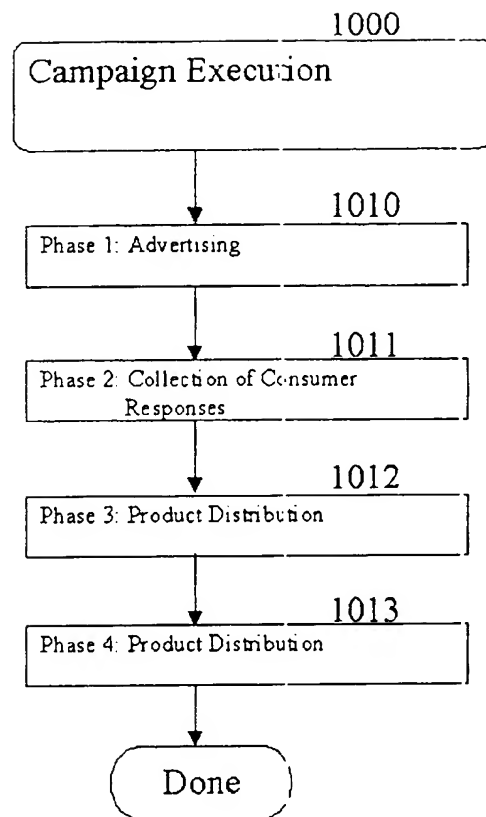 1000
Campaign Execution
1010
Phase 1: Advertising
1011
Phase 2: Collection of Consumer
Responses
1012
Phase 3: Product Distribution
1013
Phase 4: Product Distribution
Done